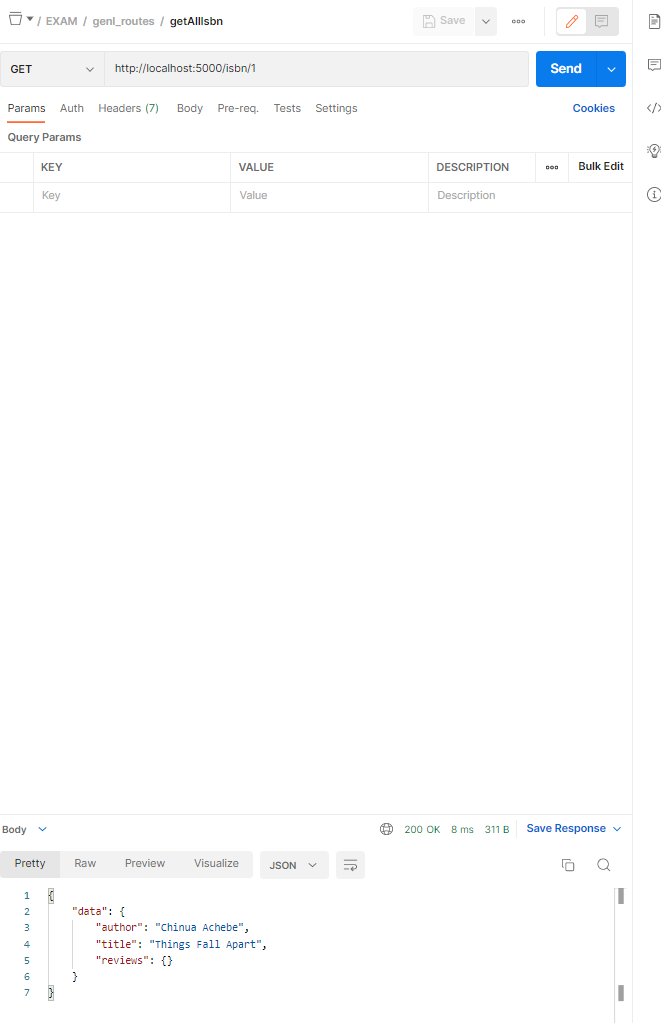 / EXAM / genl_routes / getAllIsbn Save
GET http://localhost:5000/isbn/1 Send
Params Auth Headers (7) Body Pre-req. Tests Settings Cookies
Query Params
KEY VALUE DESCRIPTION Bulk Edit
Key Value Description
Body 200 OK 8 ms 311 B Save Response
Pretty Raw Preview Visualize JSON
1 {
2 "data": {
3 "author": "Chinua Achebe",
4 "title": "Things Fall Apart",
5 "reviews": {}
6 }
7 }